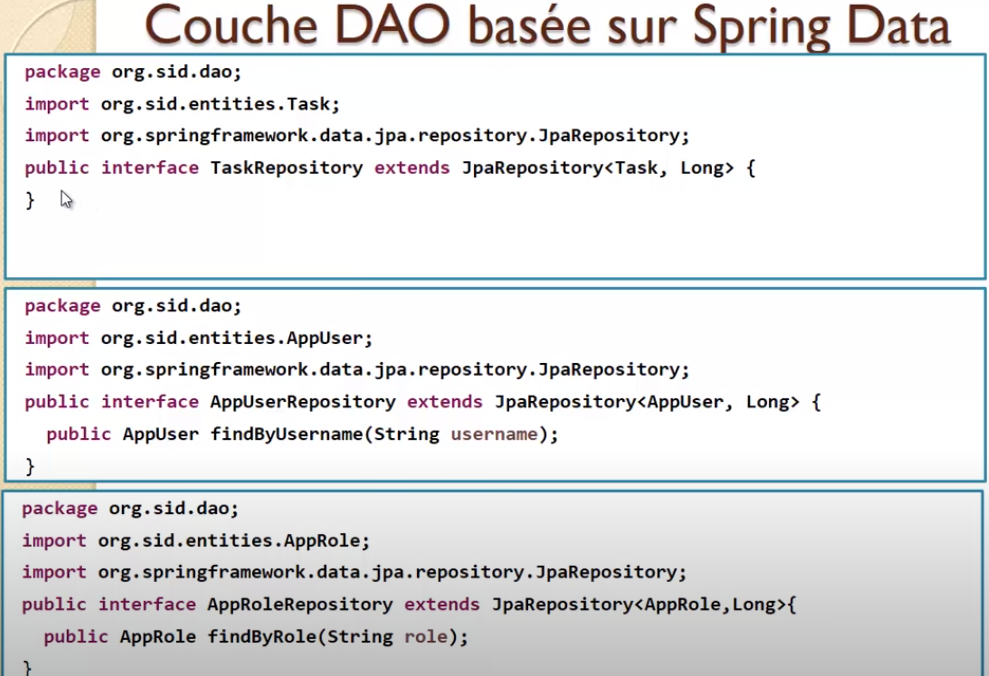 Couche DAO basée sur Spring Data
package org.sid.dao;
import org.sid.entities.Task;
import org.springframework.data.jpa.repository.JpaRepository;
public interface TaskRepository extends JpaRepository<Task, Long> {
}
package org.sid.dao;
import org.sid.entities.AppUser;
import org.springframework.data.jpa.repository.JpaRepository;
public interface AppUserRepository extends JpaRepository<AppUser, Long> {
public AppUser findByUsername(String username);
}
package org.sid.dao;
import org.sid.entities.AppRole;
import org.springframework.data.jpa.repository.JpaRepository;
public interface AppRoleRepository extends JpaRepository<AppRole,Long>{
public AppRole findByRole(String role);
}